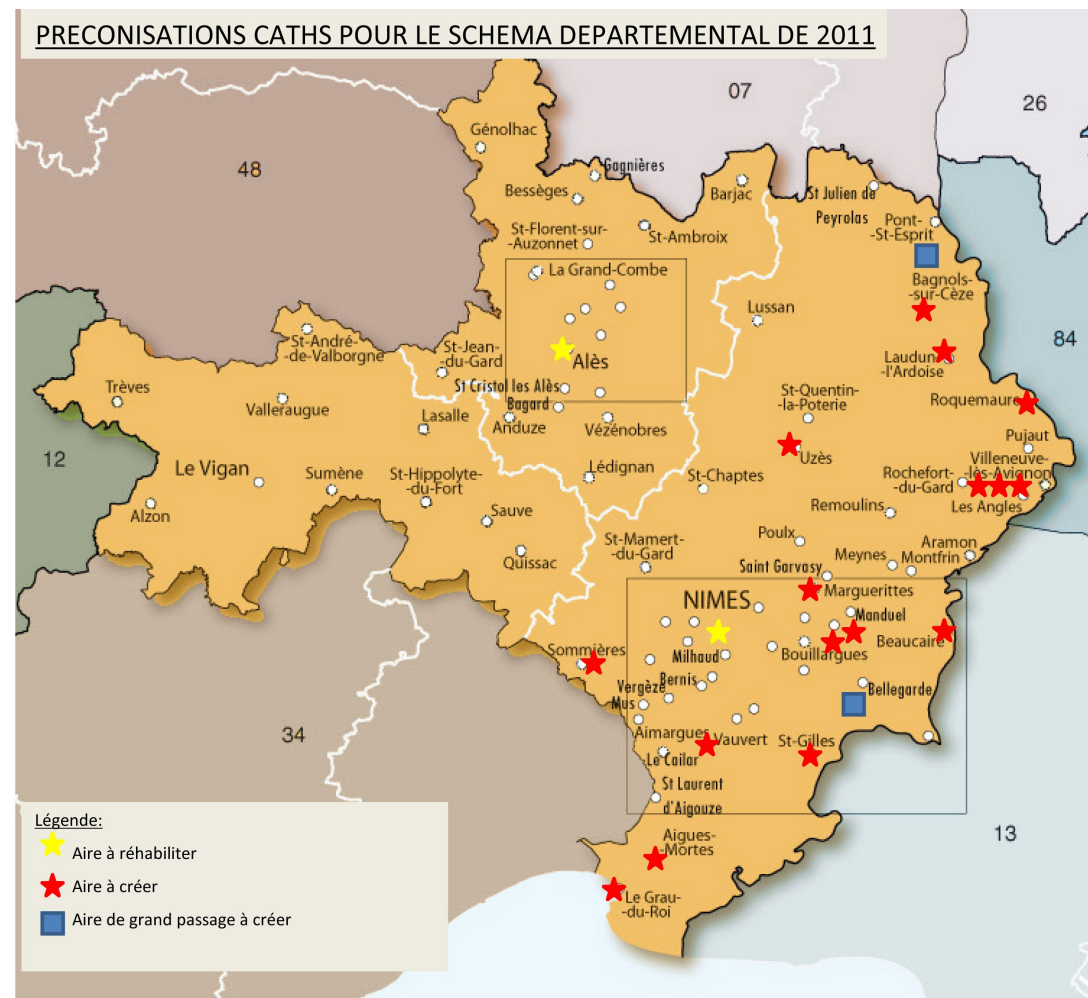 PRECONISATIONS CATHS POUR LE SCHEMA DEPARTEMENTAL DE 2011
07
26
48
Génolhac
Gagnières
Bessèges
Barjac
St Julien de
Peyrolas
Pont-
-St-Esprit
St-Florent-sur-
-Auzonnet
St-Ambroix
La Grand-Combe
Bagnols-
-sur-Cèze
Lussan
84
St-André-
-de-Valborgne
St-Jean-
-du-Gard
Alès
Laudun-
-l'Ardoise
Trèves
St Cristol les Alès
Bagard
St-Quentin-
-la-Poterie
Roquemaure
Valleraugue
Lasalle
Anduze
Vézénobres
Pujaut
12
Le Vigan
Sumène
St-Hippolyte-
-du-Fort
Lédignan
St-Chaptes
Uzès
Rochefort-
-du-Gard
Villeneuve-
-lès-Avignon
Les Angles
Alzon
Sauve
Remoulins
Quissac
St-Mamert-
-du-Gard
Poulx
Aramon
Meynes
Montfrin
Saint Garvasy
Marguerittes
NIMES
Manduel
Beaucaire
Sommières
Milhaud
Bouillargues
Vergèze
Bernis
Bellegarde
Mus
34
Aimargues
Vauvert
St-Gilles
Le Cailar
St Laurent
d'Aigouze
13
Aigues-
-Mortes
Le Grau-
-du-Roi
Légende:
Aire à réhabiliter
Aire à créer
Aire de grand passage à créer